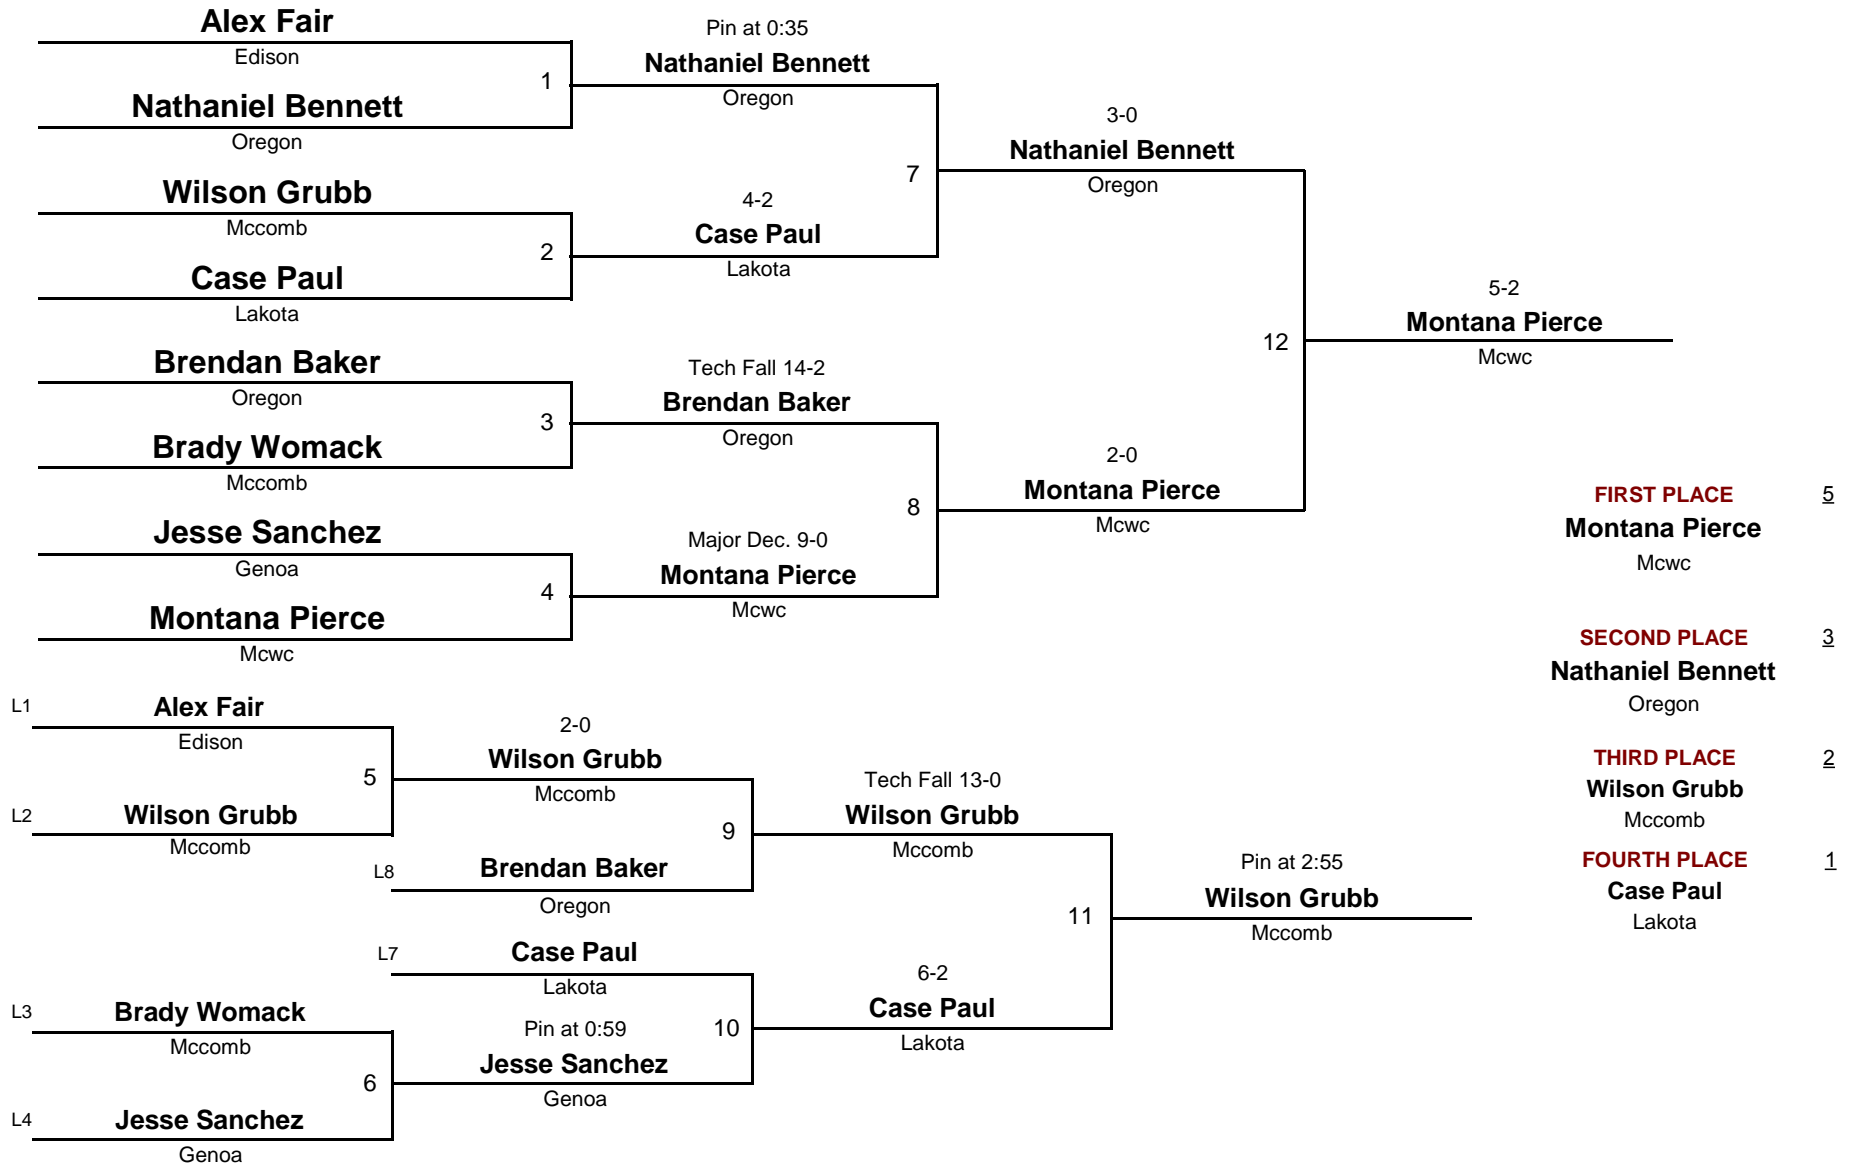 Alex Fair
Edison
1
Nathaniel Bennett
Oregon
Wilson Grubb
Mccomb
2
Case Paul
Lakota
Brendan Baker
Oregon
3
Brady Womack
Mccomb
Jesse Sanchez
Genoa
4
Montana Pierce
Mcwc
Pin at 0:35
Nathaniel Bennett
Oregon
7
4-2
Case Paul
Lakota
Tech Fall 14-2
Brendan Baker
Oregon
8
Major Dec. 9-0
Montana Pierce
Mcwc
3-0
Nathaniel Bennett
Oregon
12
2-0
Montana Pierce
Mcwc
5-2
Montana Pierce
Mcwc
FIRST PLACE 5
Montana Pierce
Mcwc
SECOND PLACE 3
Nathaniel Bennett
Oregon
THIRD PLACE 2
Wilson Grubb
Mccomb
FOURTH PLACE 1
Case Paul
Lakota
L1 Alex Fair
Edison
5
L2 Wilson Grubb
Mccomb
2-0
Wilson Grubb
Mccomb
9
L8 Brendan Baker
Oregon
L7 Case Paul
Lakota
10
Pin at 0:59
Jesse Sanchez
Genoa
L3 Brady Womack
Mccomb
6
L4 Jesse Sanchez
Genoa
Tech Fall 13-0
Wilson Grubb
Mccomb
11
6-2
Case Paul
Lakota
Pin at 2:55
Wilson Grubb
Mccomb